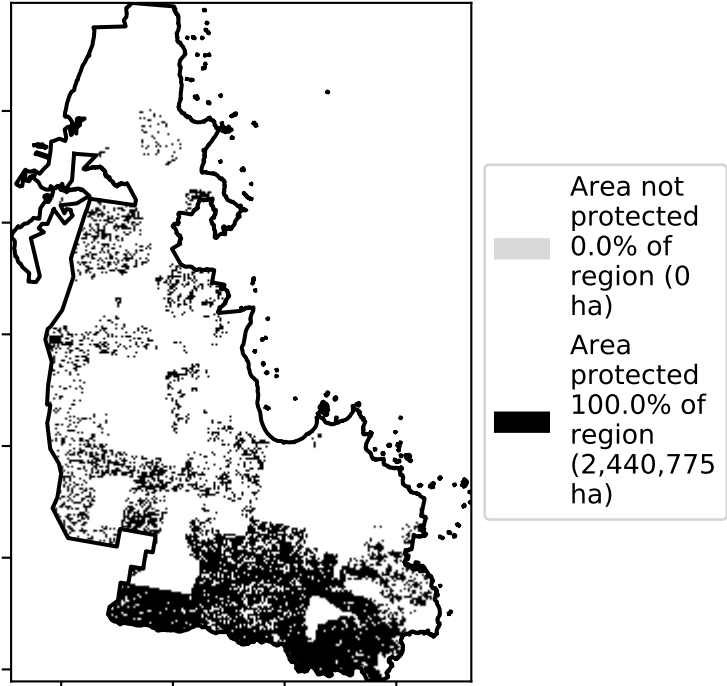 Area not
protected
0.0% of
region (0
ha)
Area
protected
100.0% of
region
(2,440,775
ha)